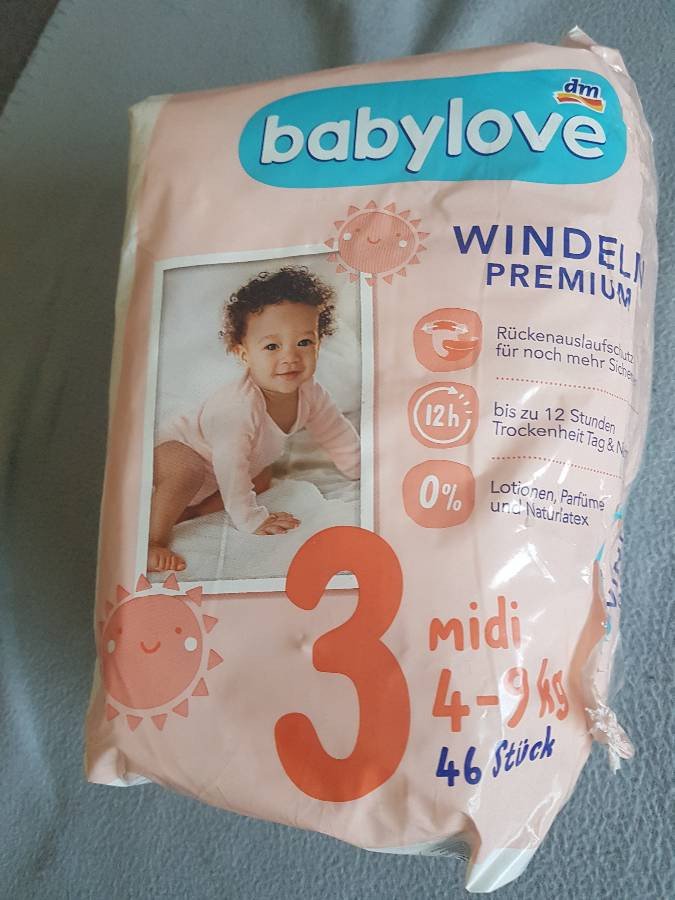 dm
babylove
WINDELN
PREMIUM
Rückenauslaufschutz
für noch mehr
12h
bis zu 12 Stunden
Trockenheit Tag &
0%
Lotionen, Parfüme
und Naturlatex
3
midi
4-9 kg
46 Stück